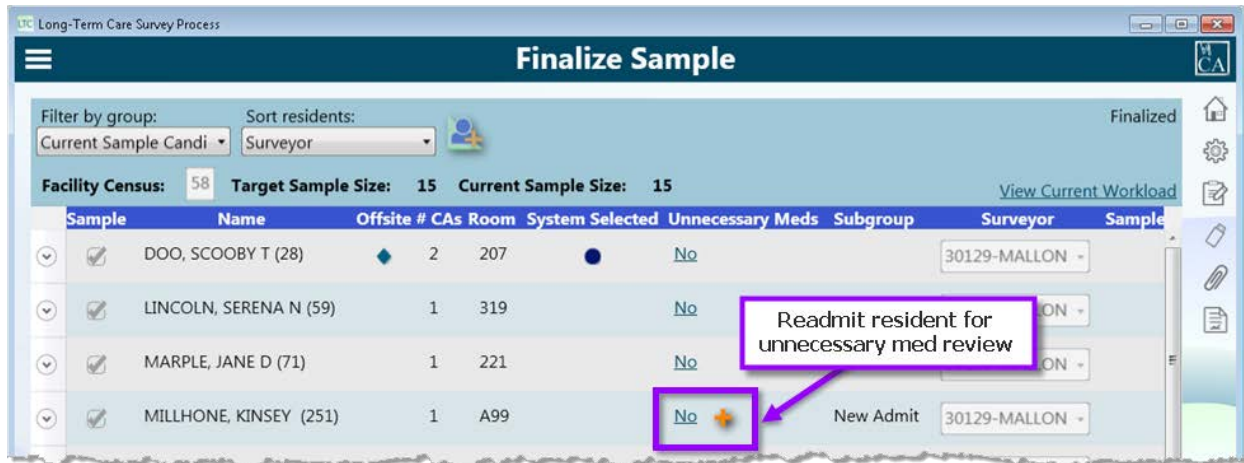 LTC Long-Term Care Survey Process
Finalize Sample
CA
Filter by group: Sort residents: Finalized
Current Sample Candi Surveyor
Facility Census: 58 Target Sample Size: 15 Current Sample Size: 15 View Current Workload
Sample Name Offsite # CAs Room System Selected Unnecessary Meds Subgroup Surveyor Sample
DOO, SCOOBY T (28) 2 207 No 30129-MALLON
LINCOLN, SERENA N (59) 1 319 No LON
Readmit resident for
unnecessary med review
MARPLE, JANE D (71) 1 221 No ON
MILLHONE, KINSEY (251) 1 A99 No New Admit 30129-MALLON